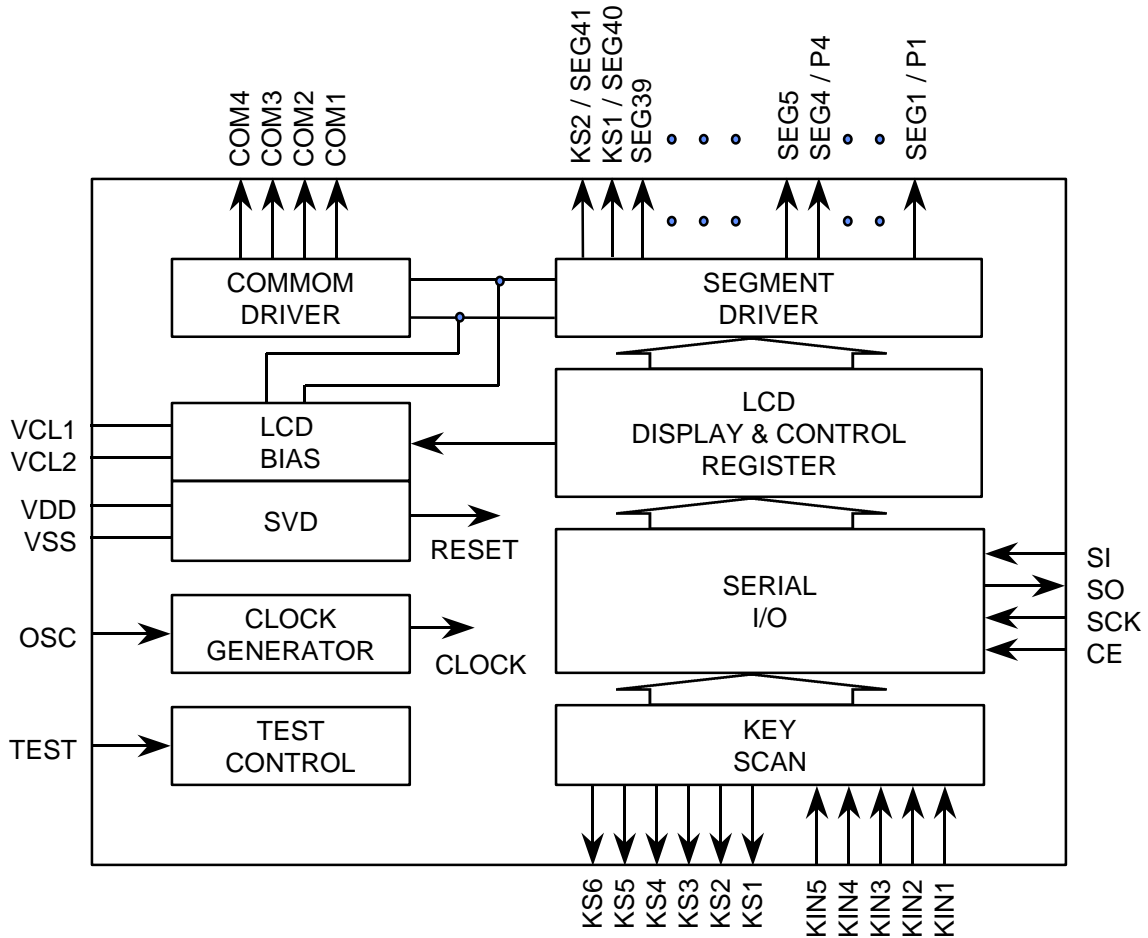 COM4
COM3
COM2
COM1
KS2 / SEG41
KS1 / SEG40
SEG39
SEG5
SEG4 / P4
SEG1 / P1
COMMOM
DRIVER
SEGMENT
DRIVER
VCL1
VCL2
LCD
BIAS
LCD
DISPLAY & CONTROL
REGISTER
VDD
VSS
SVD
RESET
SERIAL
I/O
SI
SO
SCK
CE
OSC
CLOCK
GENERATOR
CLOCK
TEST
TEST
CONTROL
KEY
SCAN
KS6
KS5
KS4
KS3
KS2
KS1
KIN5
KIN4
KIN3
KIN2
KIN1